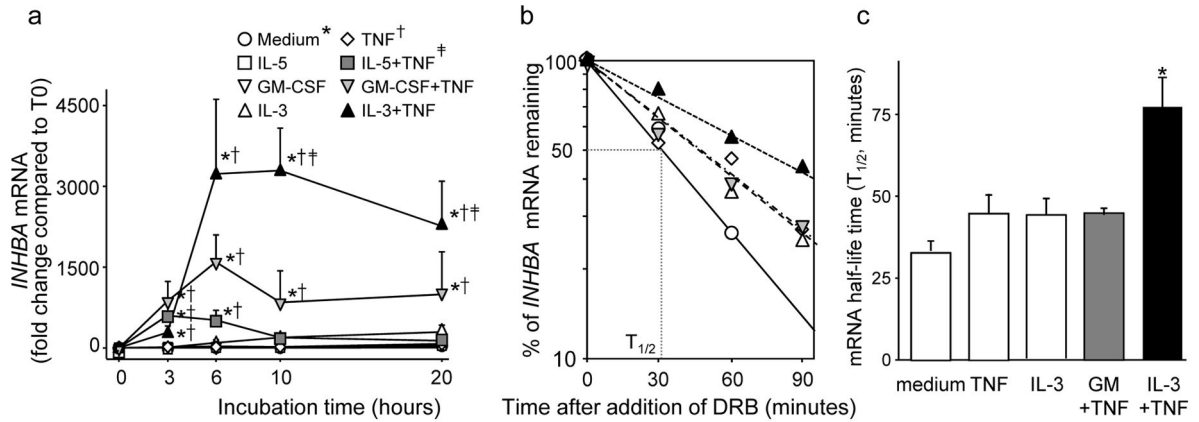 a
INHBA mRNA
(fold change compared to T0)
4500
3000
1500
0
Medium* TNF†
IL-5 IL-5+TNF‡
GM-CSF GM-CSF+TNF
IL-3 IL-3+TNF
*†
*†‡
*†‡
*†
*†
*†
*†
*†
*†
*†
0 3 6 10 20
Incubation time (hours)
b
% of INHBA mRNA remaining
100
50
10
T1/2
0 30 60 90
Time after addition of DRB (minutes)
c
mRNA half-life time (T1/2, minutes)
75
50
25
0
*
medium TNF IL-3 GM IL-3
+TNF +TNF